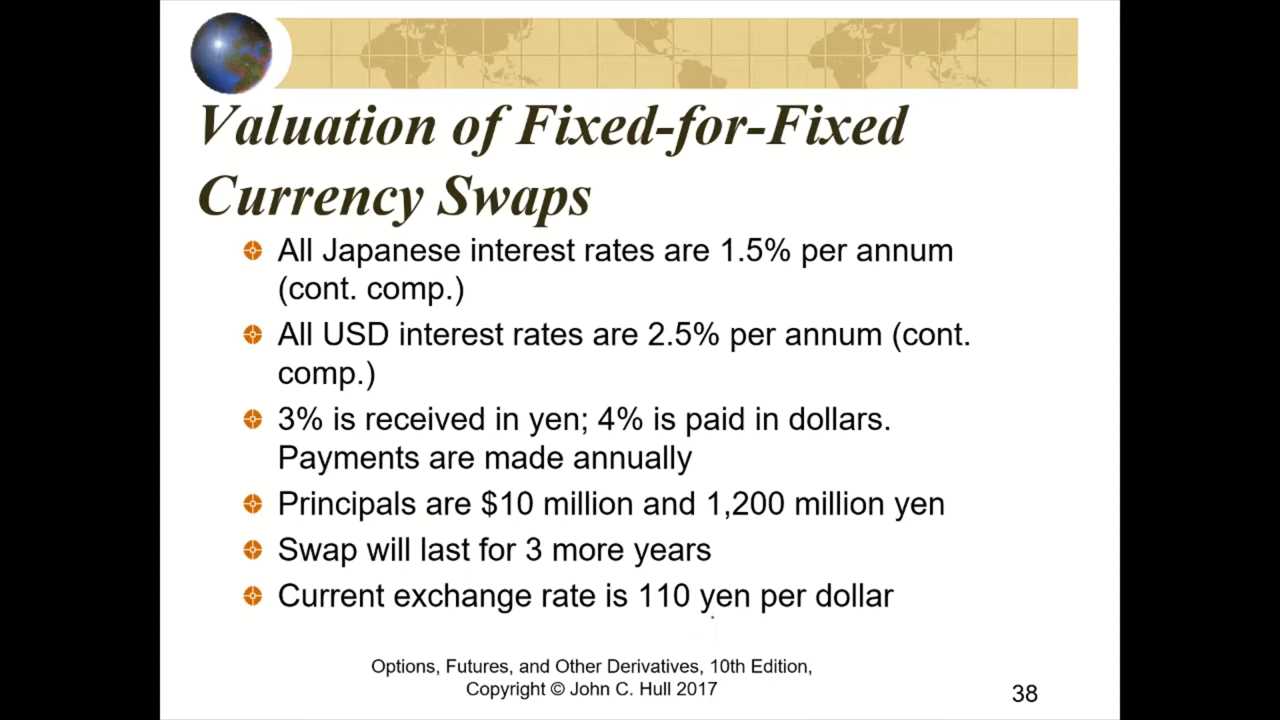 Valuation of Fixed-for-Fixed
Currency Swaps
All Japanese interest rates are 1.5% per annum
(cont. comp.)
All USD interest rates are 2.5% per annum (cont.
comp.)
3% is received in yen; 4% is paid in dollars.
Payments are made annually
Principals are $10 million and 1,200 million yen
Swap will last for 3 more years
Current exchange rate is 110 yen per dollar
Options, Futures, and Other Derivatives, 10th Edition,
Copyright © John C. Hull 2017
38